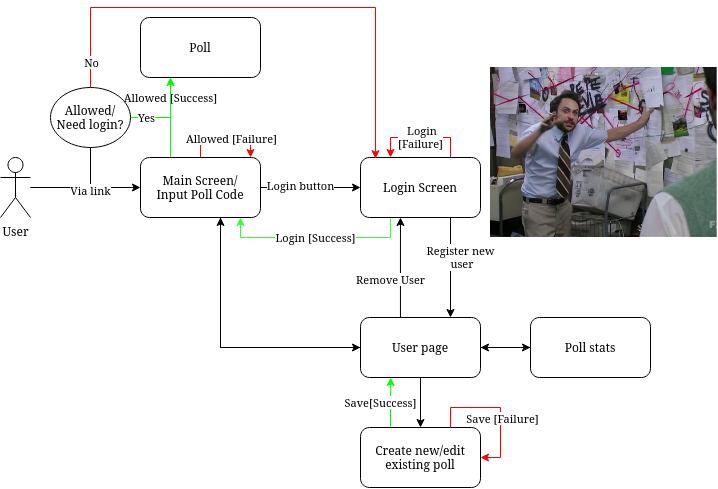 No
Poll
Allowed/
Need login?
Allowed [Success]
Yes
Allowed [Failure]
Login
[Failure]
User
Via link
Main Screen/
Input Poll Code
Login button
Login Screen
Login [Success]
Register new
user
Remove User
User page
Poll stats
Save[Success]
Save [Failure]
Create new/edit
existing poll